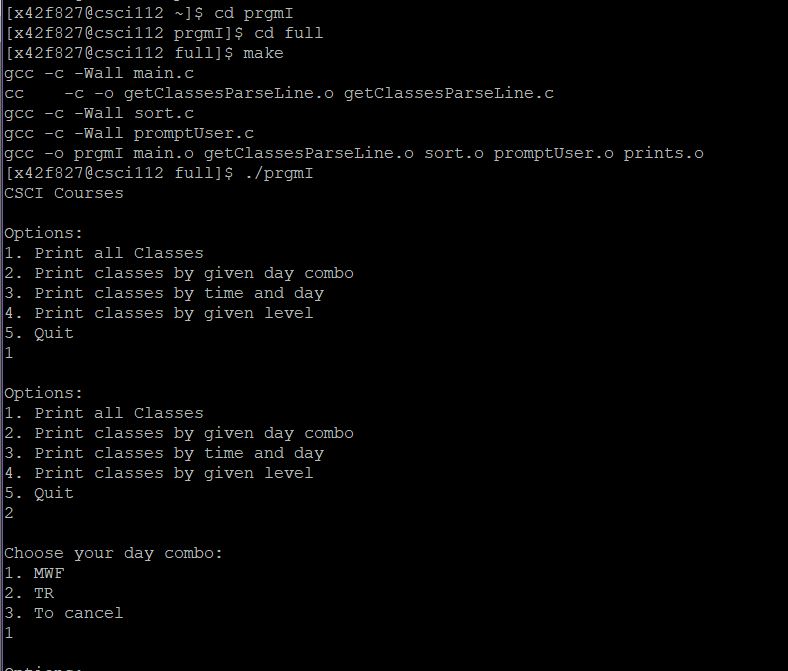 [x42f827@csci112 ~]$ cd prgmI
[x42f827@csci112 prgmI]$ cd full
[x42f827@csci112 full]$ make
gcc -c -Wall main.c
cc    -c -o getClassesParseLine.o getClassesParseLine.c
gcc -c -Wall sort.c
gcc -c -Wall promptUser.c
gcc -o prgmI main.o getClassesParseLine.o sort.o promptUser.o prints.o
[x42f827@csci112 full]$ ./prgmI
CSCI Courses
Options:
1. Print all Classes
2. Print classes by given day combo
3. Print classes by time and day
4. Print classes by given level
5. Quit
1
Options:
1. Print all Classes
2. Print classes by given day combo
3. Print classes by time and day
4. Print classes by given level
5. Quit
2
Choose your day combo:
1. MWF
2. TR
3. To cancel
1
Options: